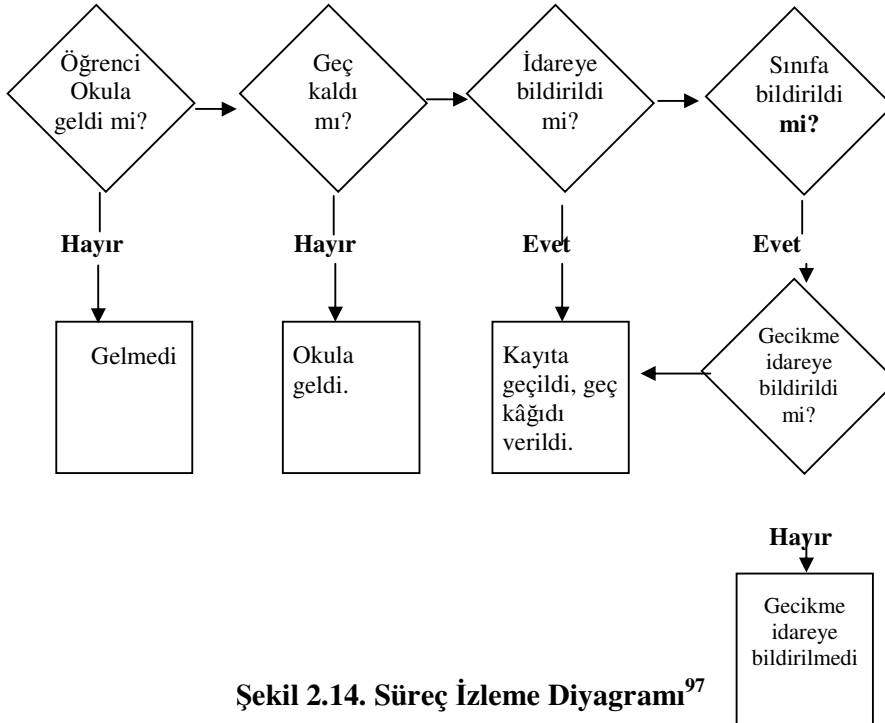 Öğrenci
Okula
geldi mi?
Geç
kaldı
mı?
İdareye
bildirildi
mi?
Sınıfa
bildirildi
mi?
Hayır
Hayır
Evet
Evet
Gelmedi
Okula
geldi.
Kayıta
geçildi, geç
kâğıdı
verildi.
Gecikme
idareye
bildirildi
mi?
Hayır
Gecikme
idareye
bildirilmedi
Şekil 2.14. Süreç İzleme Diyagramı97